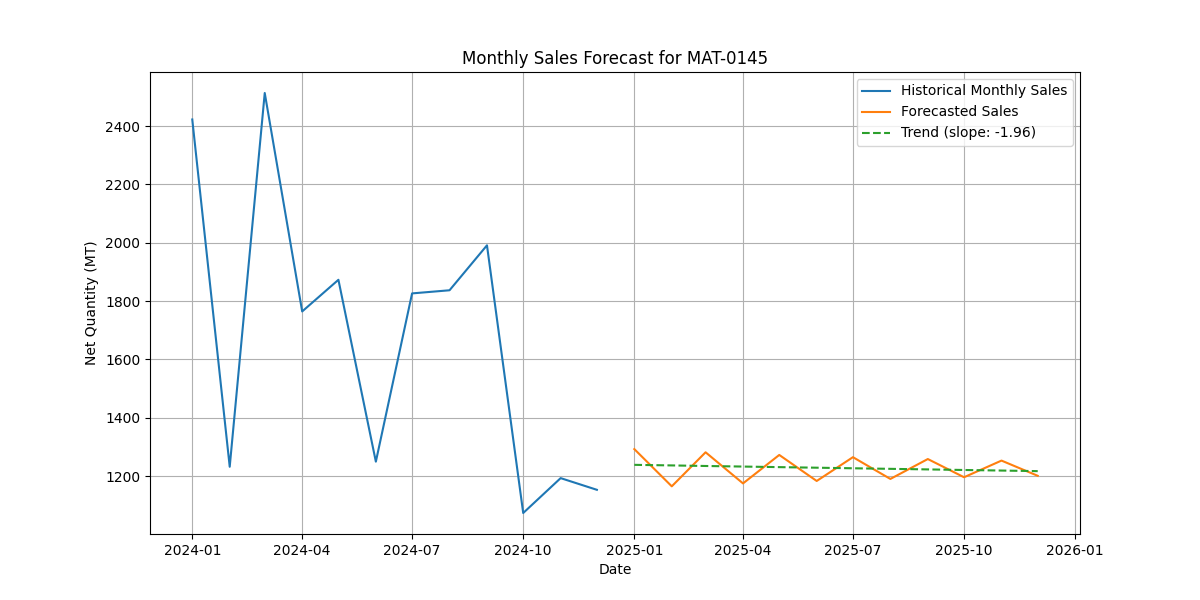 Monthly Sales Forecast for MAT-0145
Historical Monthly Sales
Forecasted Sales
Trend (slope: -1.96)
Net Quantity (MT)
2400
2200
2000
1800
1600
1400
1200
2024-01 2024-04 2024-07 2024-10 2025-01 2025-04 2025-07 2025-10 2026-01
Date